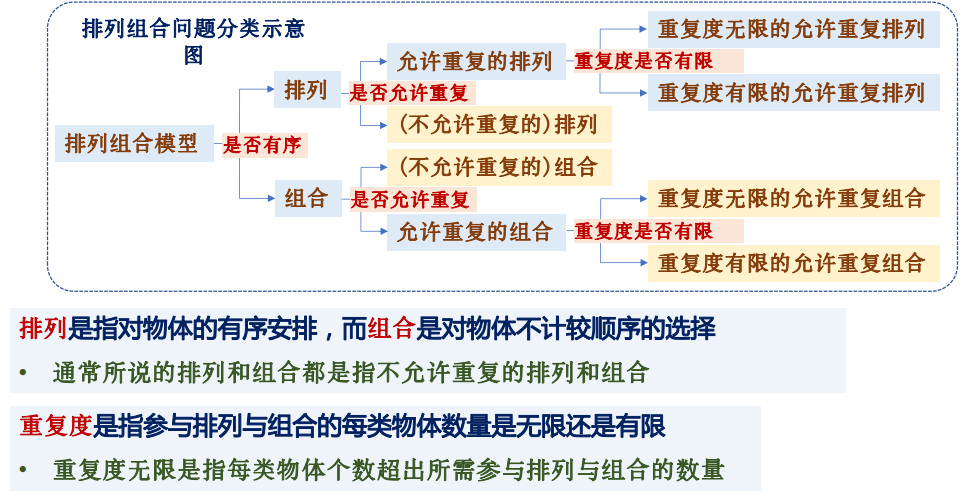 排列组合问题分类示意
图
重复度无限的允许重复排列
允许重复的排列
重复度是否有限
排列
是否允许重复
重复度有限的允许重复排列
(不允许重复的)排列
排列组合模型
是否有序
(不允许重复的)组合
组合
是否允许重复
重复度无限的允许重复组合
允许重复的组合
重复度是否有限
重复度有限的允许重复组合
排列是指对物体的有序安排，而组合是对物体不计较顺序的选择
• 通常所说的排列和组合都是指不允许重复的排列和组合
重复度是指参与排列与组合的每类物体数量是无限还是有限
• 重复度无限是指每类物体个数超出所需参与排列与组合的数量